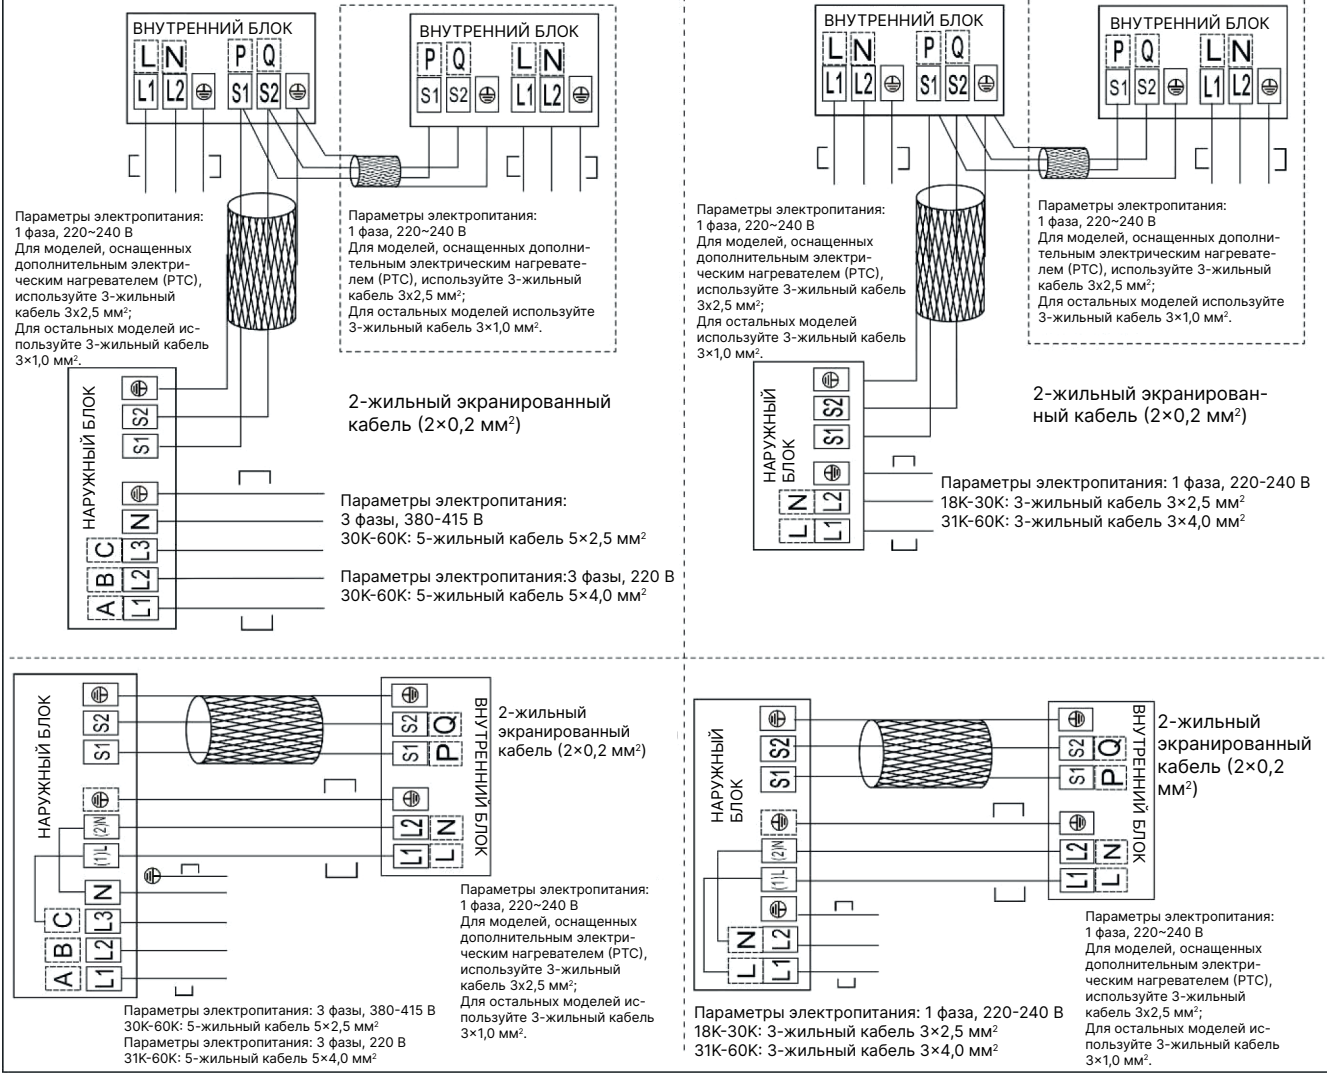 ВНУТРЕННИЙ БЛОК
L N P Q
L1 L2 S1 S2
ВНУТРЕННИЙ БЛОК
P Q L N
S1 S2 L1 L2
Параметры электропитания:
1 фаза, 220~240 В
Для моделей, оснащенных
дополнительным электри-
ческим нагревателем (PTC),
используйте 3-жильный
кабель 3x2,5 мм²;
Для остальных моделей ис-
пользуйте 3-жильный кабель
3×1,0 мм².
Параметры электропитания:
1 фаза, 220~240 В
Для моделей, оснащенных дополни-
тельным электрическим нагревате-
лем (PTC), используйте 3-жильный
кабель 3x2,5 мм²;
Для остальных моделей используйте
3-жильный кабель 3×1,0 мм².
НАРУЖНЫЙ БЛОК
S2
S1
N
C L3
B L2
A L1
2-жильный экранированный
кабель (2×0,2 мм²)
Параметры электропитания:
3 фазы, 380-415 В
30K-60K: 5-жильный кабель 5×2,5 мм²
Параметры электропитания:3 фазы, 220 В
30K-60K: 5-жильный кабель 5×4,0 мм²
ВНУТРЕННИЙ БЛОК
L N P Q
L1 L2 S1 S2
ВНУТРЕННИЙ БЛОК
P Q L N
S1 S2 L1 L2
Параметры электропитания:
1 фаза, 220~240 В
Для моделей, оснащенных
дополнительным электри-
ческим нагревателем (PTC),
используйте 3-жильный кабель
3x2,5 мм²;
Для остальных моделей
используйте 3-жильный кабель
3×1,0 мм².
Параметры электропитания:
1 фаза, 220~240 В
Для моделей, оснащенных дополни-
тельным электрическим нагревате-
лем (PTC), используйте 3-жильный
кабель 3x2,5 мм²;
Для остальных моделей используйте
3-жильный кабель 3×1,0 мм².
НАРУЖНЫЙ
БЛОК
S2
S1
N L2
L L1
2-жильный экранирован-
ный кабель (2×0,2 мм²)
Параметры электропитания: 1 фаза, 220-240 В
18K-30K: 3-жильный кабель 3×2,5 мм²
31K-60K: 3-жильный кабель 3×4,0 мм²
НАРУЖНЫЙ БЛОК
S2
S1
(2)N
(1)L
N
C L3
B L2
A L1
ВНУТРЕННИЙ БЛОК
S2 Q
S1 P
L2 N
L1 L
2-жильный
экранированный
кабель (2×0,2 мм²)
Параметры электропитания:
1 фаза, 220~240 В
Для моделей, оснащенных
дополнительным электри-
ческим нагревателем (PTC),
используйте 3-жильный
кабель 3x2,5 мм²;
Для остальных моделей ис-
пользуйте 3-жильный кабель
3×1,0 мм².
Параметры электропитания: 3 фазы, 380-415 В
30K-60K: 5-жильный кабель 5×2,5 мм²
Параметры электропитания: 3 фазы, 220 В
31K-60K: 5-жильный кабель 5×4,0 мм²
НАРУЖНЫЙ
БЛОК
S2
S1
(2)N
(1)L
N L2
L L1
ВНУТРЕННИЙ БЛОК
S2 Q
S1 P
L2 N
L1 L
2-жильный
экранированный
кабель (2×0,2
мм²)
Параметры электропитания:
1 фаза, 220~240 В
Для моделей, оснащенных
дополнительным электри-
ческим нагревателем (PTC),
используйте 3-жильный
кабель 3x2,5 мм²;
Для остальных моделей ис-
пользуйте 3-жильный кабель
3×1,0 мм².
Параметры электропитания: 1 фаза, 220-240 В
18K-30K: 3-жильный кабель 3×2,5 мм²
31K-60K: 3-жильный кабель 3×4,0 мм²